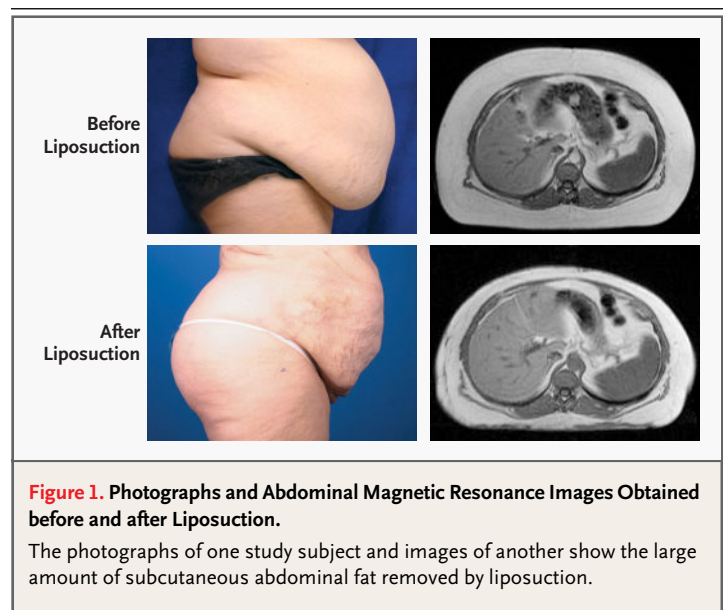 Before
Liposuction
After
Liposuction
Figure 1. Photographs and Abdominal Magnetic Resonance Images Obtained
before and after Liposuction.
The photographs of one study subject and images of another show the large
amount of subcutaneous abdominal fat removed by liposuction.